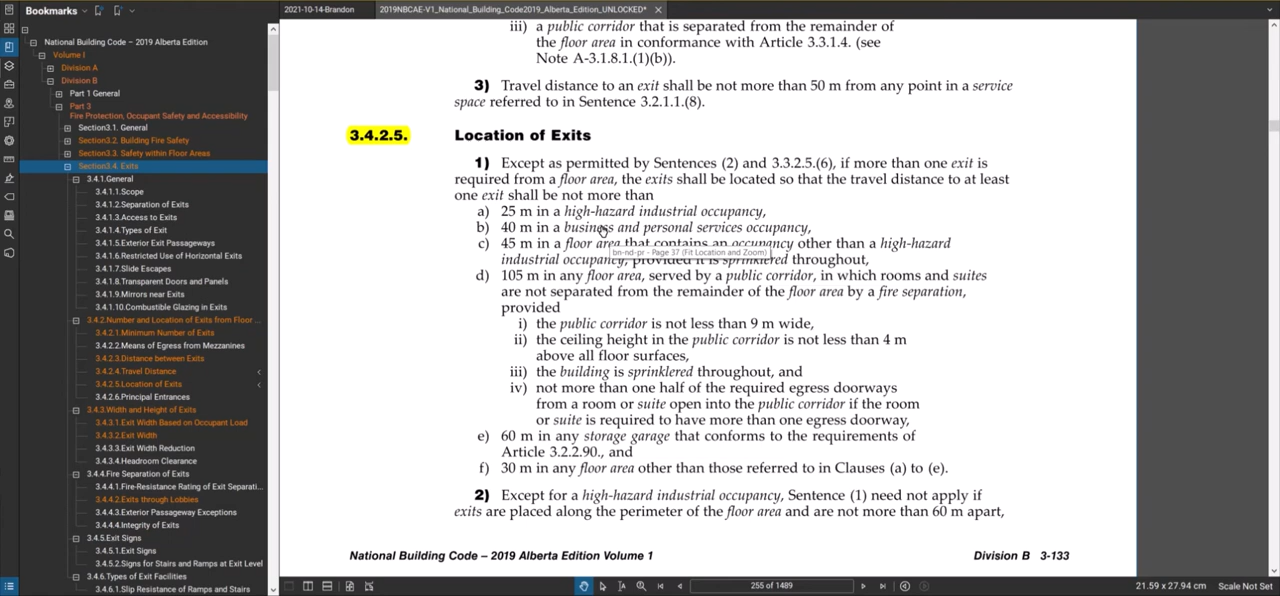 Bookmarks
2021-10-14-Brandon
2019NBCAE-V1_National_Building_Code2019_Alberta_Edition_UNLOCKED*
National Building Code – 2019 Alberta Edition
Volume I
Division A
Division B
Part 1 General
Part 3
Fire Protection, Occupant Safety and Accessibility
Section3.1. General
Section3.2. Building Fire Safety
Section3.3. Safety within Floor Areas
Section3.4. Exits
3.4.1.General
3.4.1.1.Scope
3.4.1.2.Separation of Exits
3.4.1.3.Access to Exits
3.4.1.4.Types of Exit
3.4.1.5.Exterior Exit Passageways
3.4.1.6.Restricted Use of Horizontal Exits
3.4.1.7.Slide Escapes
3.4.1.8.Transparent Doors and Panels
3.4.1.9.Mirrors near Exits
3.4.1.10.Combustible Glazing in Exits
3.4.2.Number and Location of Exits from Floor ...
3.4.2.1.Minimum Number of Exits
3.4.2.2.Means of Egress from Mezzanines
3.4.2.3.Distance between Exits
3.4.2.4.Travel Distance
3.4.2.5.Location of Exits
3.4.2.6.Principal Entrances
3.4.3.Width and Height of Exits
3.4.3.1.Exit Width Based on Occupant Load
3.4.3.2.Exit Width
3.4.3.3.Exit Width Reduction
3.4.3.4.Headroom Clearance
3.4.4.Fire Separation of Exits
3.4.4.1.Fire-Resistance Rating of Exit Separati...
3.4.4.2.Exits through Lobbies
3.4.4.3.Exterior Passageway Exceptions
3.4.4.4.Integrity of Exits
3.4.5.Exit Signs
3.4.5.1.Exit Signs
3.4.5.2.Signs for Stairs and Ramps at Exit Level
3.4.6.Types of Exit Facilities
3.4.6.1.Slip Resistance of Ramps and Stairs
iii) a public corridor that is separated from the remainder of
the floor area in conformance with Article 3.3.1.4. (see
Note A-3.1.8.1.(1)(b)).
3) Travel distance to an exit shall be not more than 50 m from any point in a service
space referred to in Sentence 3.2.1.1.(8).
3.4.2.5. Location of Exits
1) Except as permitted by Sentences (2) and 3.3.2.5.(6), if more than one exit is
required from a floor area, the exits shall be located so that the travel distance to at least
one exit shall be not more than
a) 25 m in a high-hazard industrial occupancy,
b) 40 m in a business and personal services occupancy,
c) 45 m in a floor area that contains an occupancy other than a high-hazard
bn-nd-pr - Page 37 (Fit Location and Zoom)
industrial occupancy, provided it is sprinklered throughout,
d) 105 m in any floor area, served by a public corridor, in which rooms and suites
are not separated from the remainder of the floor area by a fire separation,
provided
i) the public corridor is not less than 9 m wide,
ii) the ceiling height in the public corridor is not less than 4 m
above all floor surfaces,
iii) the building is sprinklered throughout, and
iv) not more than one half of the required egress doorways
from a room or suite open into the public corridor if the room
or suite is required to have more than one egress doorway,
e) 60 m in any storage garage that conforms to the requirements of
Article 3.2.2.90., and
f) 30 m in any floor area other than those referred to in Clauses (a) to (e).
2) Except for a high-hazard industrial occupancy, Sentence (1) need not apply if
exits are placed along the perimeter of the floor area and are not more than 60 m apart,
National Building Code – 2019 Alberta Edition Volume 1
Division B 3-133
255 of 1489
21.59 x 27.94 cm
Scale Not Set